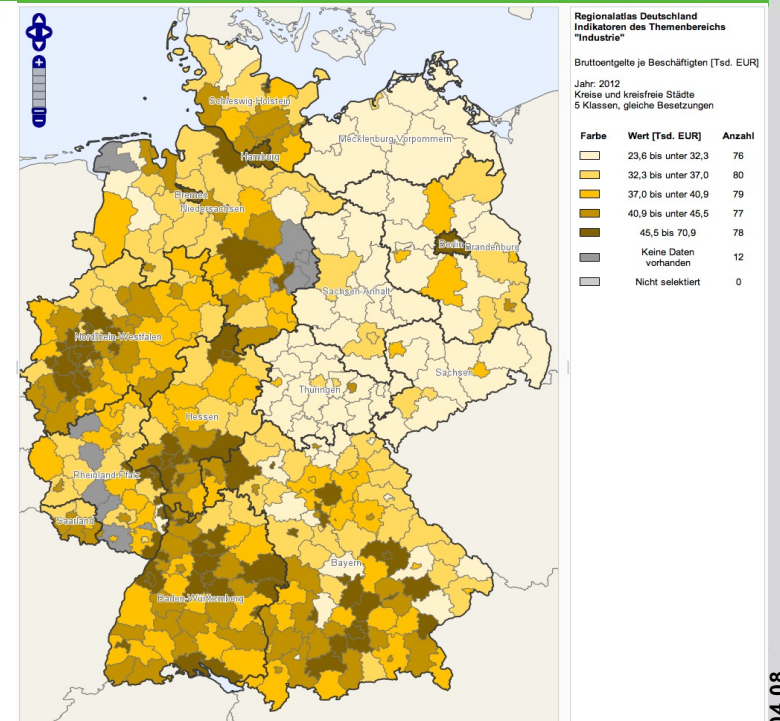 Regionalatlas Deutschland
Indikatoren des Themenbereichs
"Industrie"
Bruttoentgelte je Beschäftigten [Tsd. EUR]
Jahr: 2012
Kreise und kreisfreie Städte
5 Klassen, gleiche Besetzungen
Farbe Wert [Tsd. EUR] Anzahl
23,6 bis unter 32,3 76
32,3 bis unter 37,0 80
37,0 bis unter 40,9 79
40,9 bis unter 45,5 77
45,5 bis 70,9 78
Keine Daten
vorhanden 12
Nicht selektiert 0
Schleswig-Holstein
Mecklenburg-Vorpommern
Hamburg
Bremen
Niedersachsen
Berlin
Brandenburg
Sachsen-Anhalt
Nordrhein-Westfalen
Sachsen
Thüringen
Hessen
Rheinland-Pfalz
Saarland
Bayern
Baden-Württemberg